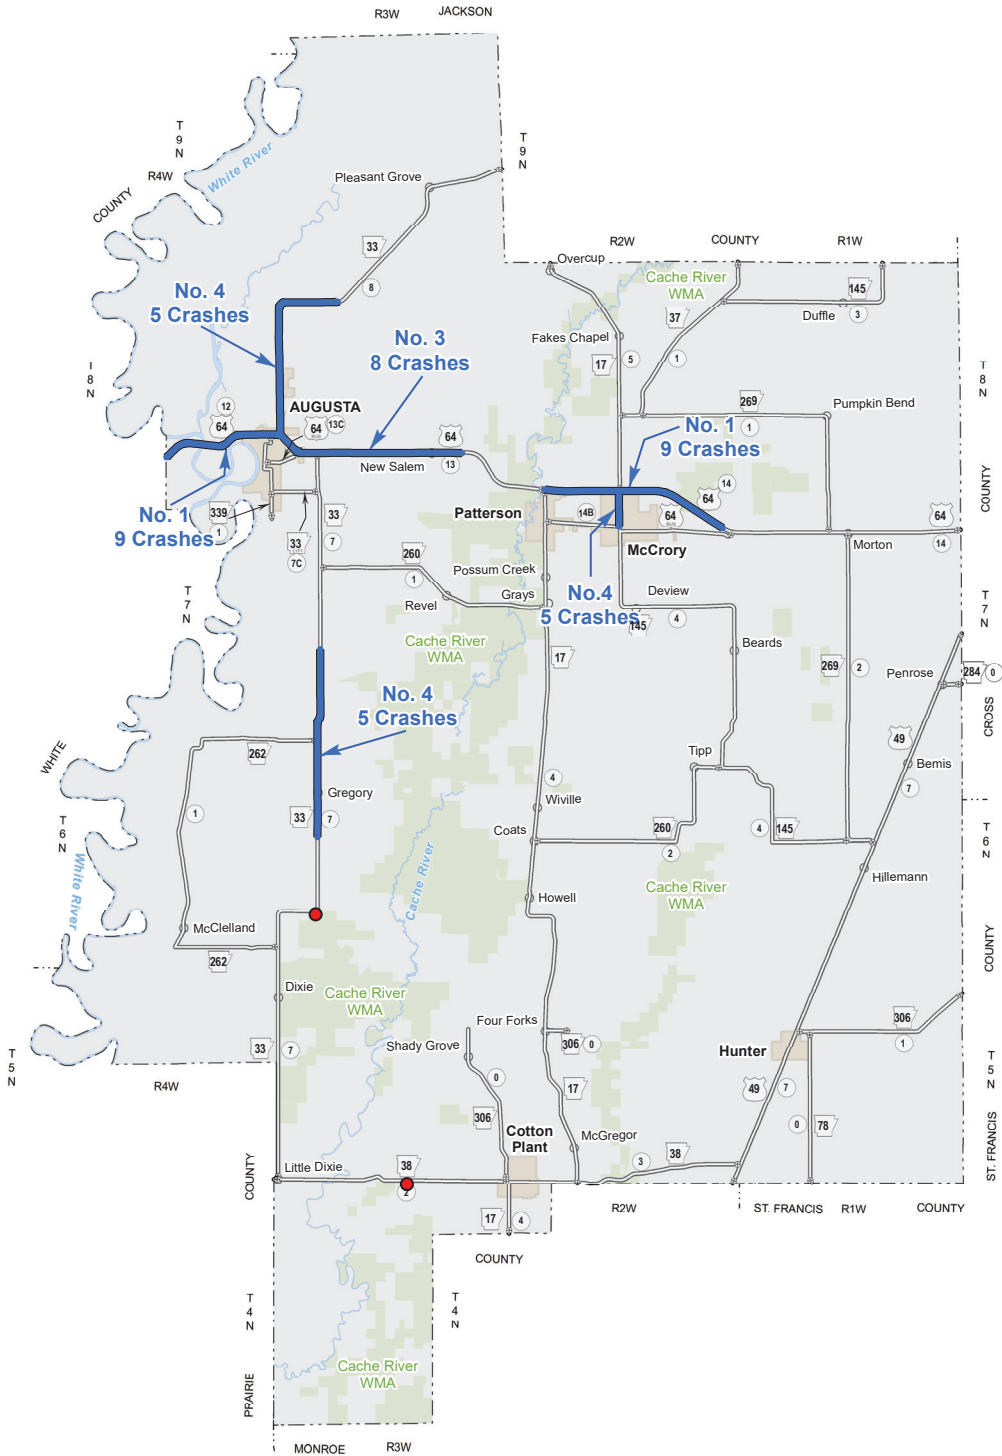 R3W
JACKSON
T
9
N
T
9
N
White River
R4W
COUNTY
Pleasant Grove
33
8
R2W
COUNTY
R1W
Overcup
Cache River
WMA
145
Duffle
3
37
Fakes Chapel
17
5
1
No. 4
5 Crashes
No. 3
8 Crashes
T
8
N
T
8
N
269
Pumpkin Bend
1
12
64
AUGUSTA
64
BUS
13C
64
New Salem
13
No. 1
9 Crashes
14
64
COUNTY
Patterson
14B
64
BUS
McCrory
64
14
Morton
No. 1
9 Crashes
339
1
33
7
33
CITY
7C
260
1
Revel
Possum Creek
Grays
No.4
5 Crashes
Deview
145
4
T
7
N
T
7
N
Cache River
WMA
17
Beards
269
2
Penrose
284
0
CROSS
No. 4
5 Crashes
WHITE
262
1
Gregory
33
7
49
Bemis
7
Tipp
4
Wiville
Coats
260
2
4
145
T
6
N
T
6
N
White River
Cache River
Howell
Cache River
WMA
Hillemann
McClelland
262
Dixie
Cache River
WMA
COUNTY
306
1
Four Forks
306
0
Shady Grove
Hunter
T
5
N
33
7
R4W
0
306
17
49
7
0
78
T
5
N
Cotton
Plant
McGregor
3
38
COUNTY
Little Dixie
38
2
ST. FRANCIS
17
4
R2W
ST. FRANCIS
R1W
COUNTY
COUNTY
T
4
N
T
4
N
Cache River
WMA
PRAIRIE
MONROE
R3W